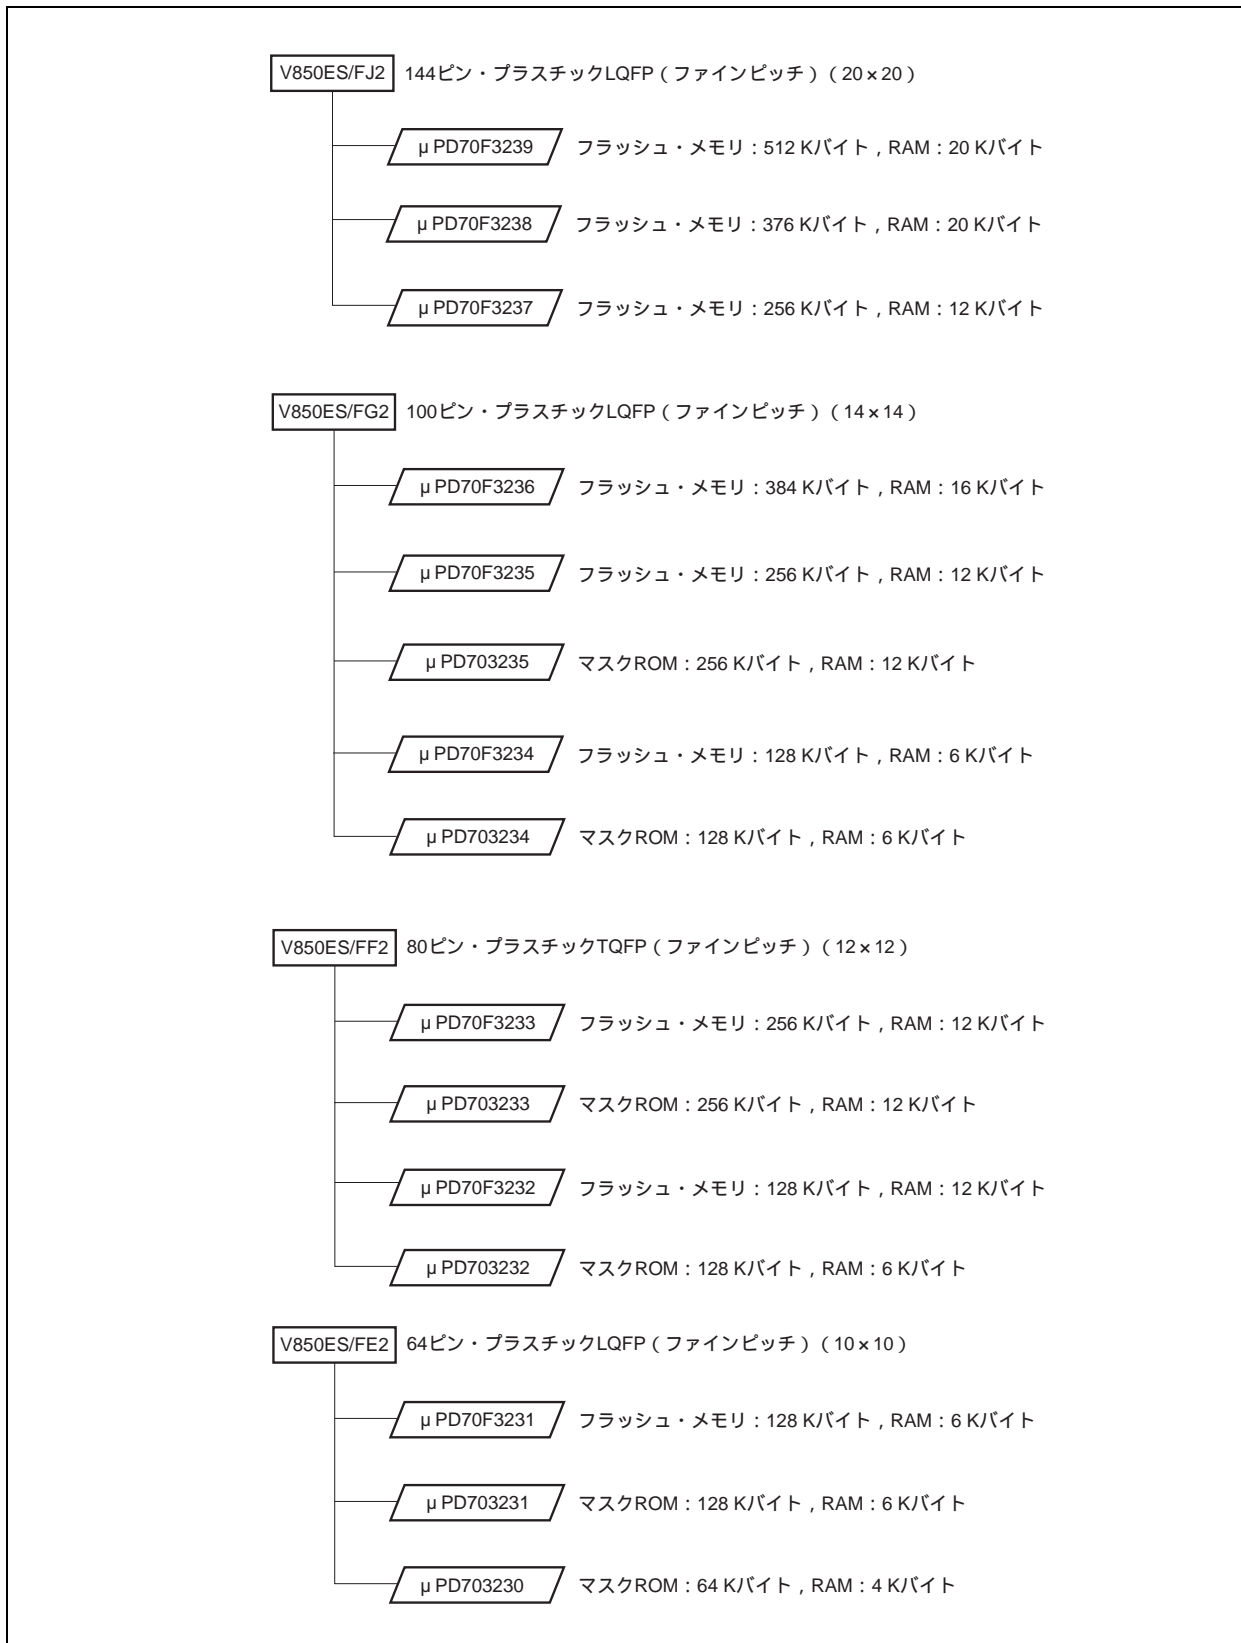 V850ES/FJ2 144ピン・プラスチックLQFP(ファインピッチ)(20×20)
μPD70F3239 フラッシュ・メモリ:512 Kバイト,RAM:20 Kバイト
μPD70F3238 フラッシュ・メモリ:376 Kバイト,RAM:20 Kバイト
μPD70F3237 フラッシュ・メモリ:256 Kバイト,RAM:12 Kバイト
V850ES/FG2 100ピン・プラスチックLQFP(ファインピッチ)(14×14)
μPD70F3236 フラッシュ・メモリ:384 Kバイト,RAM:16 Kバイト
μPD70F3235 フラッシュ・メモリ:256 Kバイト,RAM:12 Kバイト
μPD703235 マスクROM:256 Kバイト,RAM:12 Kバイト
μPD70F3234 フラッシュ・メモリ:128 Kバイト,RAM:6 Kバイト
μPD703234 マスクROM:128 Kバイト,RAM:6 Kバイト
V850ES/FF2 80ピン・プラスチックTQFP(ファインピッチ)(12×12)
μPD70F3233 フラッシュ・メモリ:256 Kバイト,RAM:12 Kバイト
μPD703233 マスクROM:256 Kバイト,RAM:12 Kバイト
μPD70F3232 フラッシュ・メモリ:128 Kバイト,RAM:12 Kバイト
μPD703232 マスクROM:128 Kバイト,RAM:6 Kバイト
V850ES/FE2 64ピン・プラスチックLQFP(ファインピッチ)(10×10)
μPD70F3231 フラッシュ・メモリ:128 Kバイト,RAM:6 Kバイト
μPD703231 マスクROM:128 Kバイト,RAM:6 Kバイト
μPD703230 マスクROM:64 Kバイト,RAM:4 Kバイト